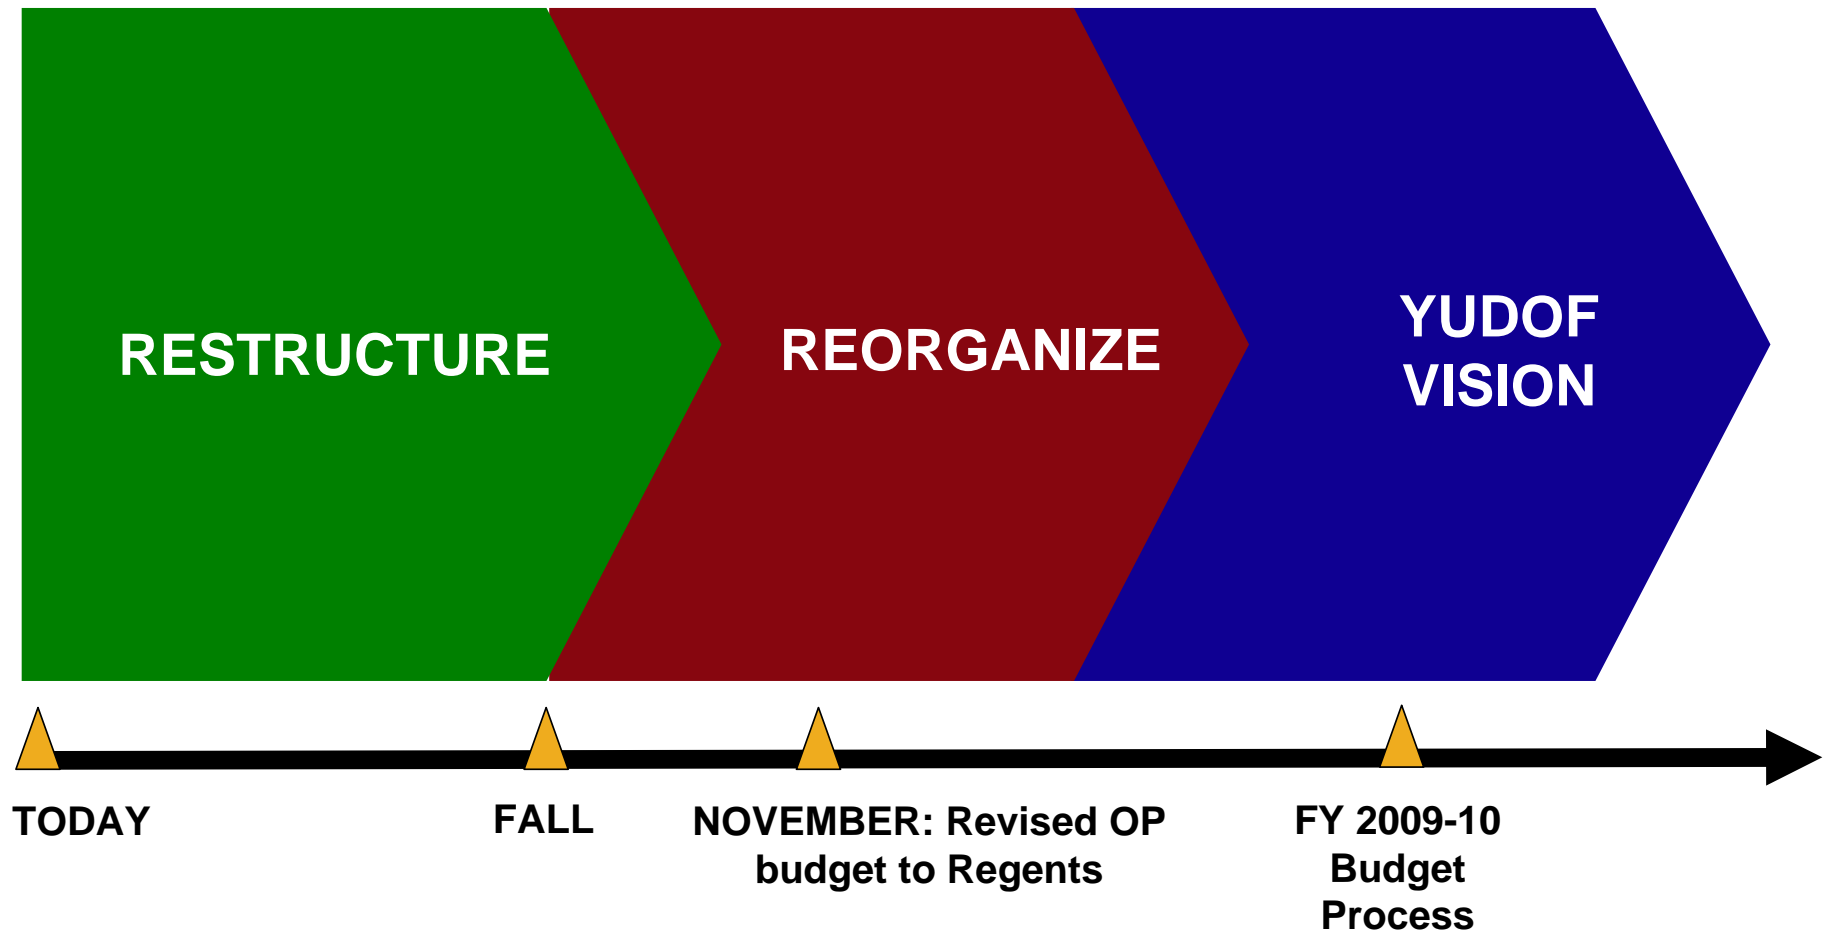 RESTRUCTURE
REORGANIZE
YUDOF
VISION
TODAY
FALL
NOVEMBER: Revised OP
budget to Regents
FY 2009-10
Budget
Process